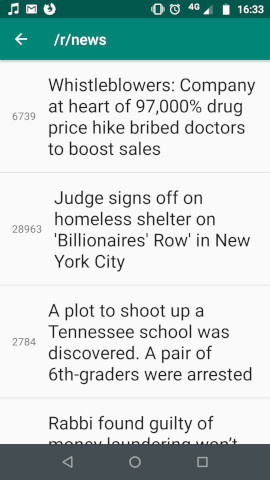 4G 16:33
/r/news
Whistleblowers: Company
at heart of 97,000% drug
price hike bribed doctors
to boost sales
6739
Judge signs off on
homeless shelter on
'Billionaires' Row' in New
York City
28963
A plot to shoot up a
Tennessee school was
discovered. A pair of
6th-graders were arrested
2784
Rabbi found guilty of
money laundering won't